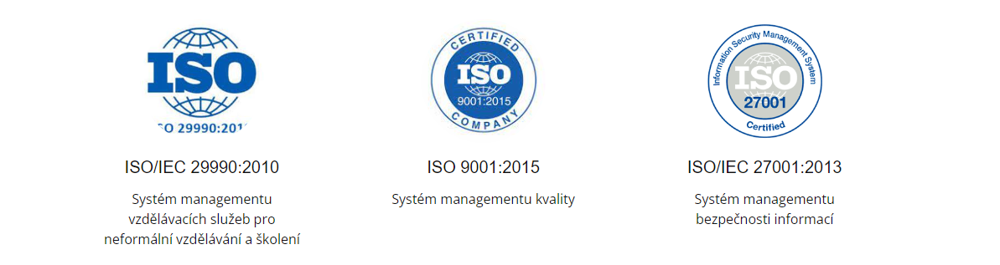 ISO
ISO 29990:201
ISO/IEC 29990:2010
Systém managementu
vzdělávacích služeb pro
neformální vzdělávání a školení
CERTIFIED
ISO
9001:2015
COMPANY
ISO 9001:2015
Systém managementu kvality
Information Security Management System
ISO
27001
Certified
ISO/IEC 27001:2013
Systém managementu
bezpečnosti informací